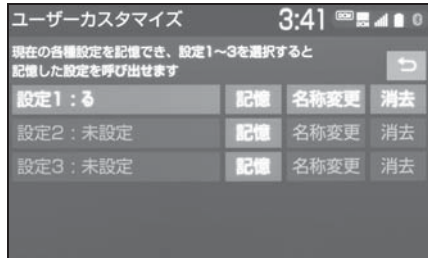 ユーザーカスタマイズ 3:41 0
現在の各種設定を記憶でき、設定1~3を選択すると
記憶した設定を呼び出せます
設定1:る 記憶 名称変更 消去
設定2:未設定 記憶 名称変更 消去
設定3:未設定 記憶 名称変更 消去